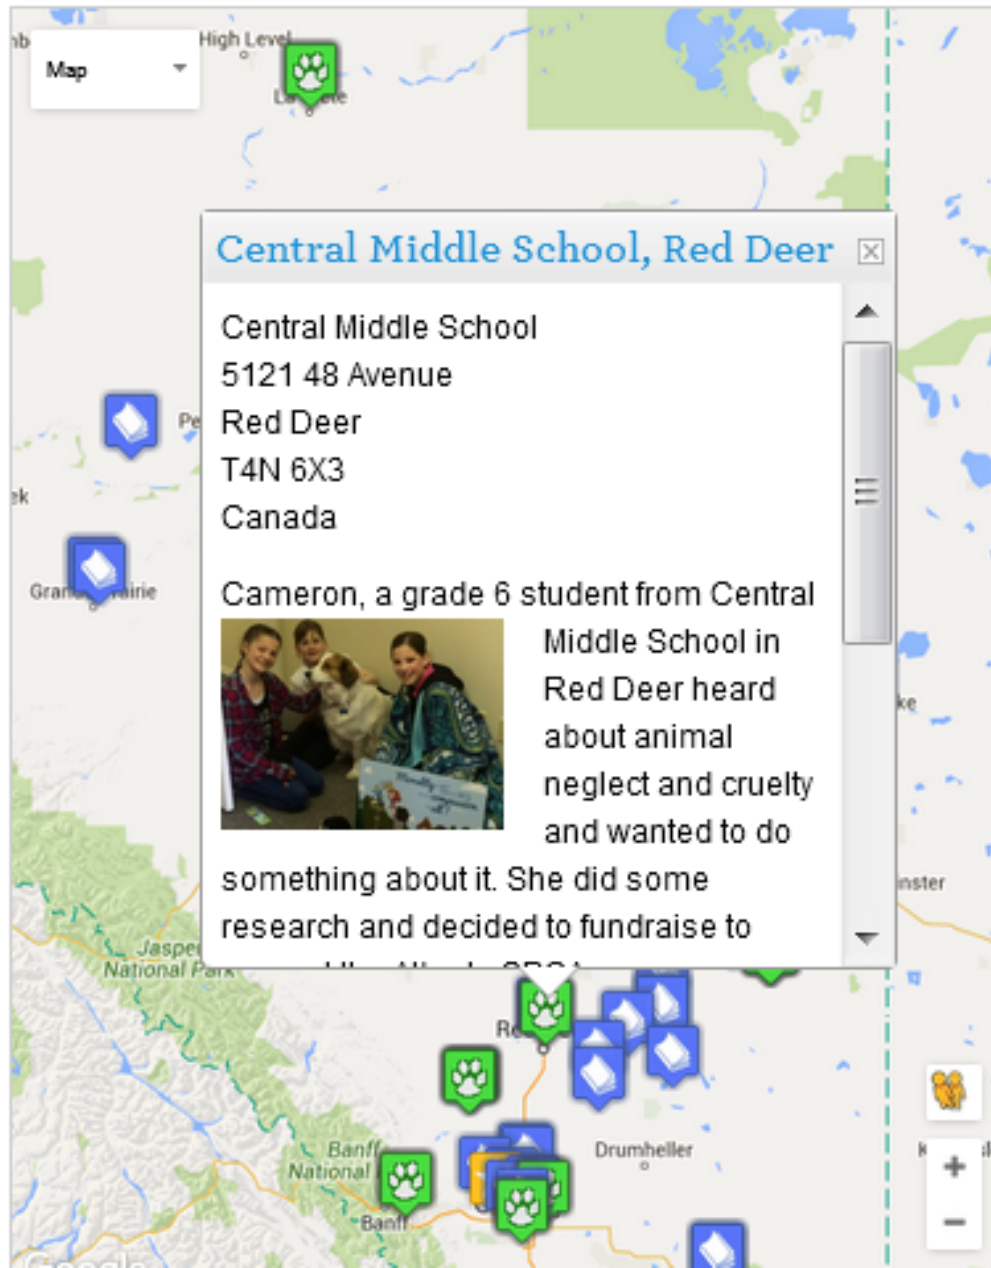 High Level
Map
Central Middle School, Red Deer
Central Middle School
5121 48 Avenue
Red Deer
T4N 6X3
Canada
Cameron, a grade 6 student from Central
Middle School in
Red Deer heard
about animal
neglect and cruelty
and wanted to do
something about it. She did some
research and decided to fundraise to
Jasper
National Park
Banff
National
Drumheller
Banff
Google